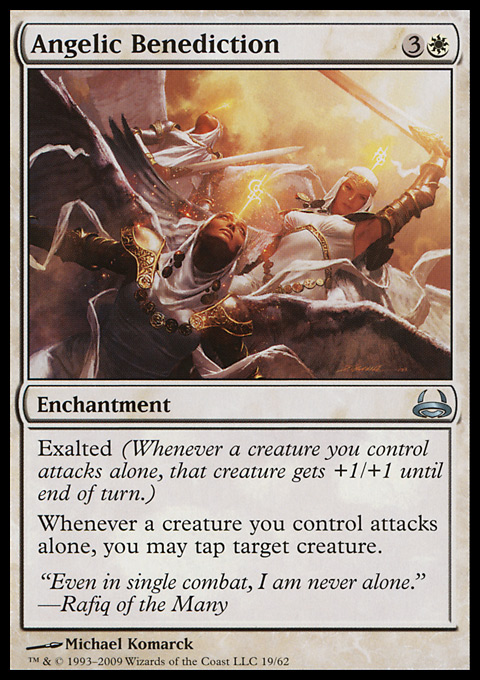 Angelic Benediction 3
Enchantment
Exalted (Whenever a creature you control
attacks alone, that creature gets +1/+1 until
end of turn.)
Whenever a creature you control attacks
alone, you may tap target creature.
“Even in single combat, I am never alone.”
—Rafiq of the Many
Michael Komarck
™ & © 1993–2009 Wizards of the Coast LLC 19/62